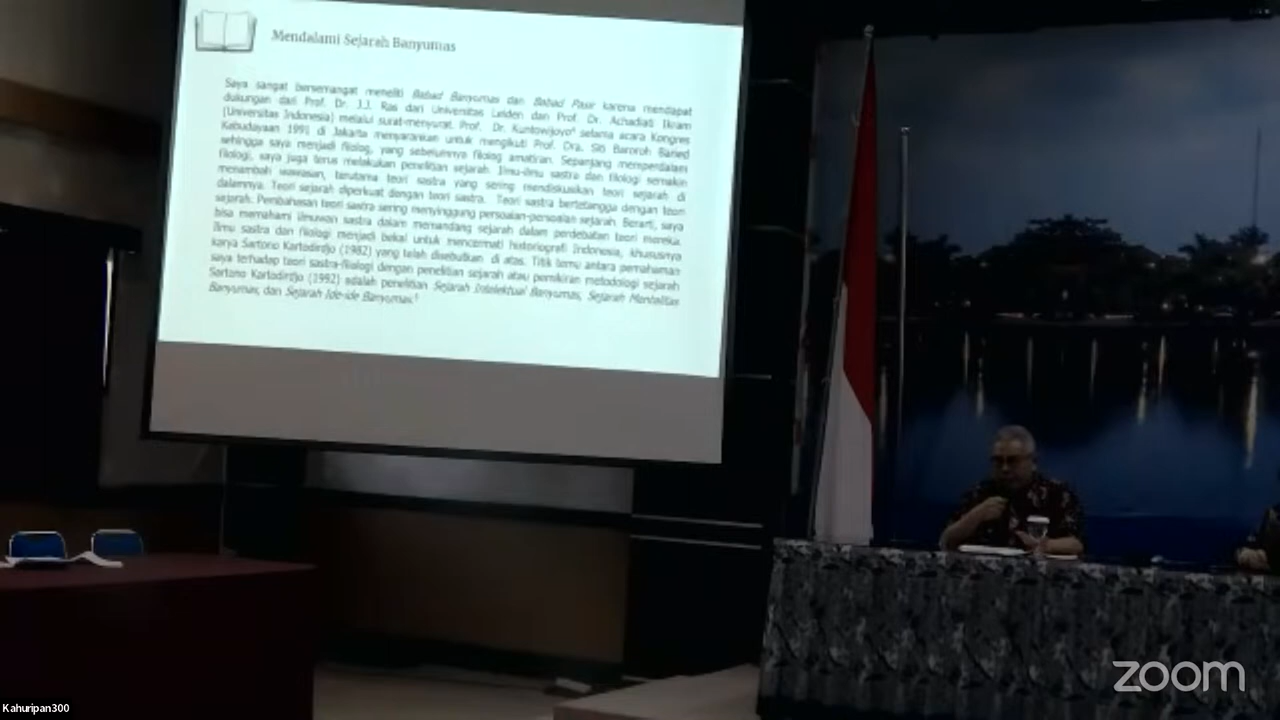 Mendalami Sejarah Banyumas
Saya sangat bersemangat meneliti Babad Banyumas dan Babad Pasir karena mendapat
dukungan dari Prof. Dr. J.J. Ras dari Universitas Leiden dan Prof. Dr. Achadiati Ikram
(Universitas Indonesia) melalui surat-menyurat. Prof. Dr. Kuntowijoyo selama acara Kongres
Kebudayaan 1991 di Jakarta menyarankan untuk mengikuti Prof. Dra. Siti Baroroh Baried
sehingga saya menjadi filolog, yang sebelumnya filolog amatiran. Sepanjang memperdalam
filologi, saya juga terus melakukan penelitian sejarah. Ilmu-ilmu sastra dan filologi semakin
menambah wawasan, terutama teori sastra yang sering mendiskusikan teori sejarah di
dalamnya. Teori sejarah diperkuat dengan teori sastra. Teori sastra bertetangga dengan teori
sejarah. Pembahasan teori sastra sering menyinggung persoalan-persoalan sejarah. Berarti, saya
bisa memahami ilmuwan sastra dalam memandang sejarah dalam perdebatan teori mereka.
Ilmu sastra dan filologi menjadi bekal untuk mencermati historiografi Indonesia, khususnya
karya Sartono Kartodirdjo (1982) yang telah disebutkan di atas. Titik temu antara pemahaman
saya terhadap teori sastra-filologi dengan penelitian sejarah atau pemikiran metodologi sejarah
Sartono Kartodirdjo (1992) adalah penelitian Sejarah Intelektual Banyumas, Sejarah Mentalitas
Banyumas, dan Sejarah Ide-ide Banyumas.
zoom
Kahuripan300